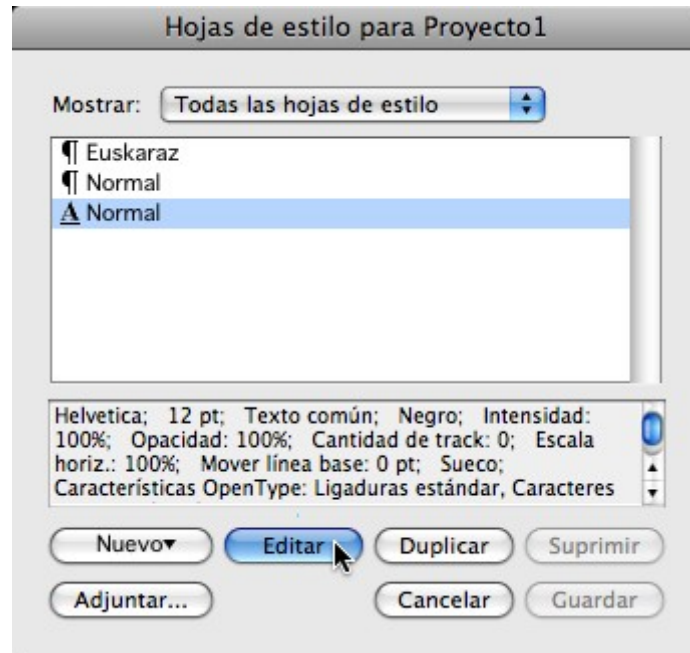 Hojas de estilo para Proyecto1
Mostrar: Todas las hojas de estilo
¶ Euskaraz
¶ Normal
A Normal
Helvetica; 12 pt; Texto común; Negro; Intensidad:
100%; Opacidad: 100%; Cantidad de track: 0; Escala
horiz.: 100%; Mover línea base: 0 pt; Sueco;
Características OpenType: Ligaduras estándar, Caracteres
Nuevo▾ Editar Duplicar Suprimir
Adjuntar... Cancelar Guardar